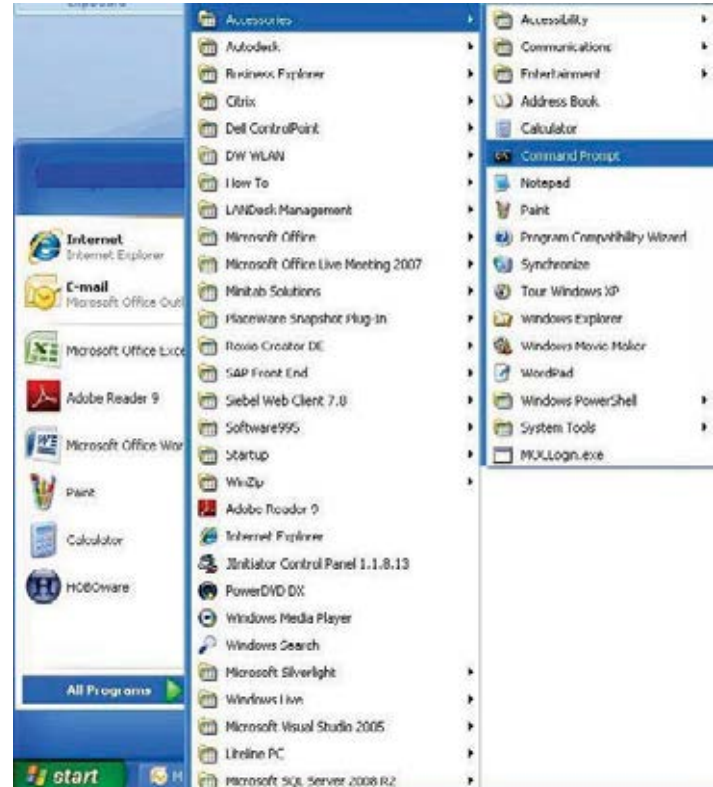 Internet
Internet Explorer
E-mail
Microsoft Office Outl
Microsoft Office Exce
Adobe Reader 9
Microsoft Office Wor
Paint
Calculator
HOBOware
All Programs
start
Accessories
Autodesk
Business Explorer
Citrix
Dell ControlPoint
DW WLAN
How To
LANDesk Management
Microsoft Office
Microsoft Office Live Meeting 2007
Minitab Solutions
Placeware Snapshot Plug-In
Roxio Creator DE
SAP Front End
Siebel Web Client 7.8
Software995
Startup
WinZip
Adobe Reader 9
Internet Explorer
JInitiator Control Panel 1.1.8.13
PowerDVD DX
Windows Media Player
Windows Search
Microsoft Silverlight
Windows Live
Microsoft Visual Studio 2005
PC
Microsoft SQL Server 2008 R2
Accessibility
Communications
Entertainment
Address Book
Calculator
Command Prompt
Notepad
Paint
Program Compatibility Wizard
Synchronize
Tour Windows XP
Windows Explorer
Windows Movie Maker
WordPad
Windows PowerShell
System Tools